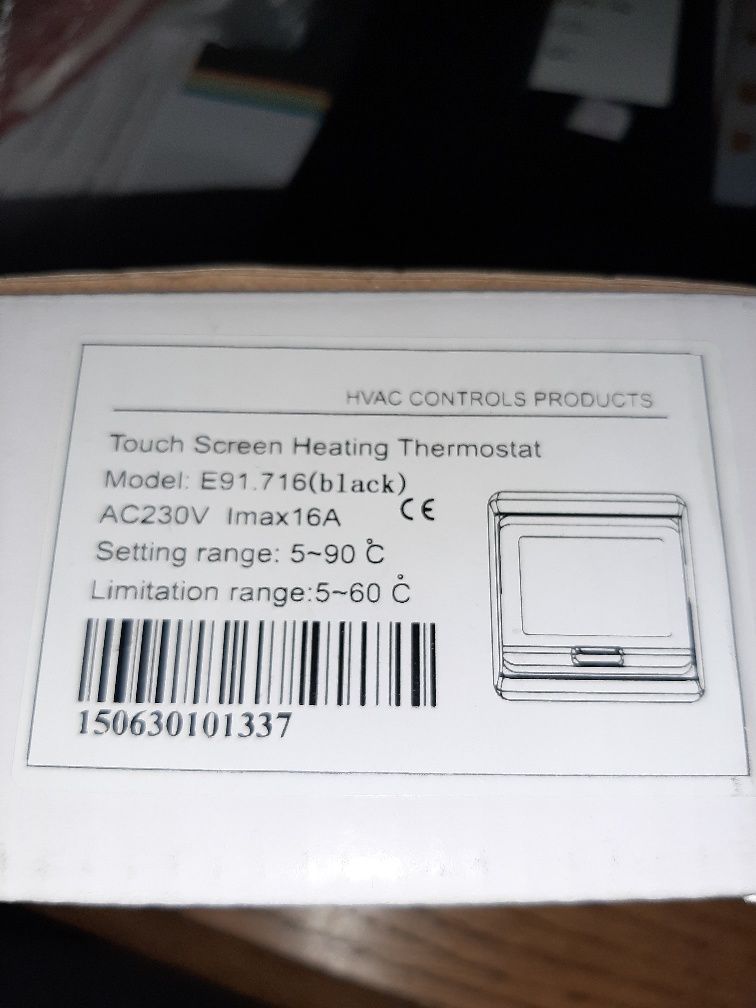 HVAC CONTROLS PRODUCTS
Touch Screen Heating Thermostat
Model: E91.716(black)
AC230V Imax16A CE
Setting range: 5~90 ℃
Limitation range:5~60 ℃
150630101337